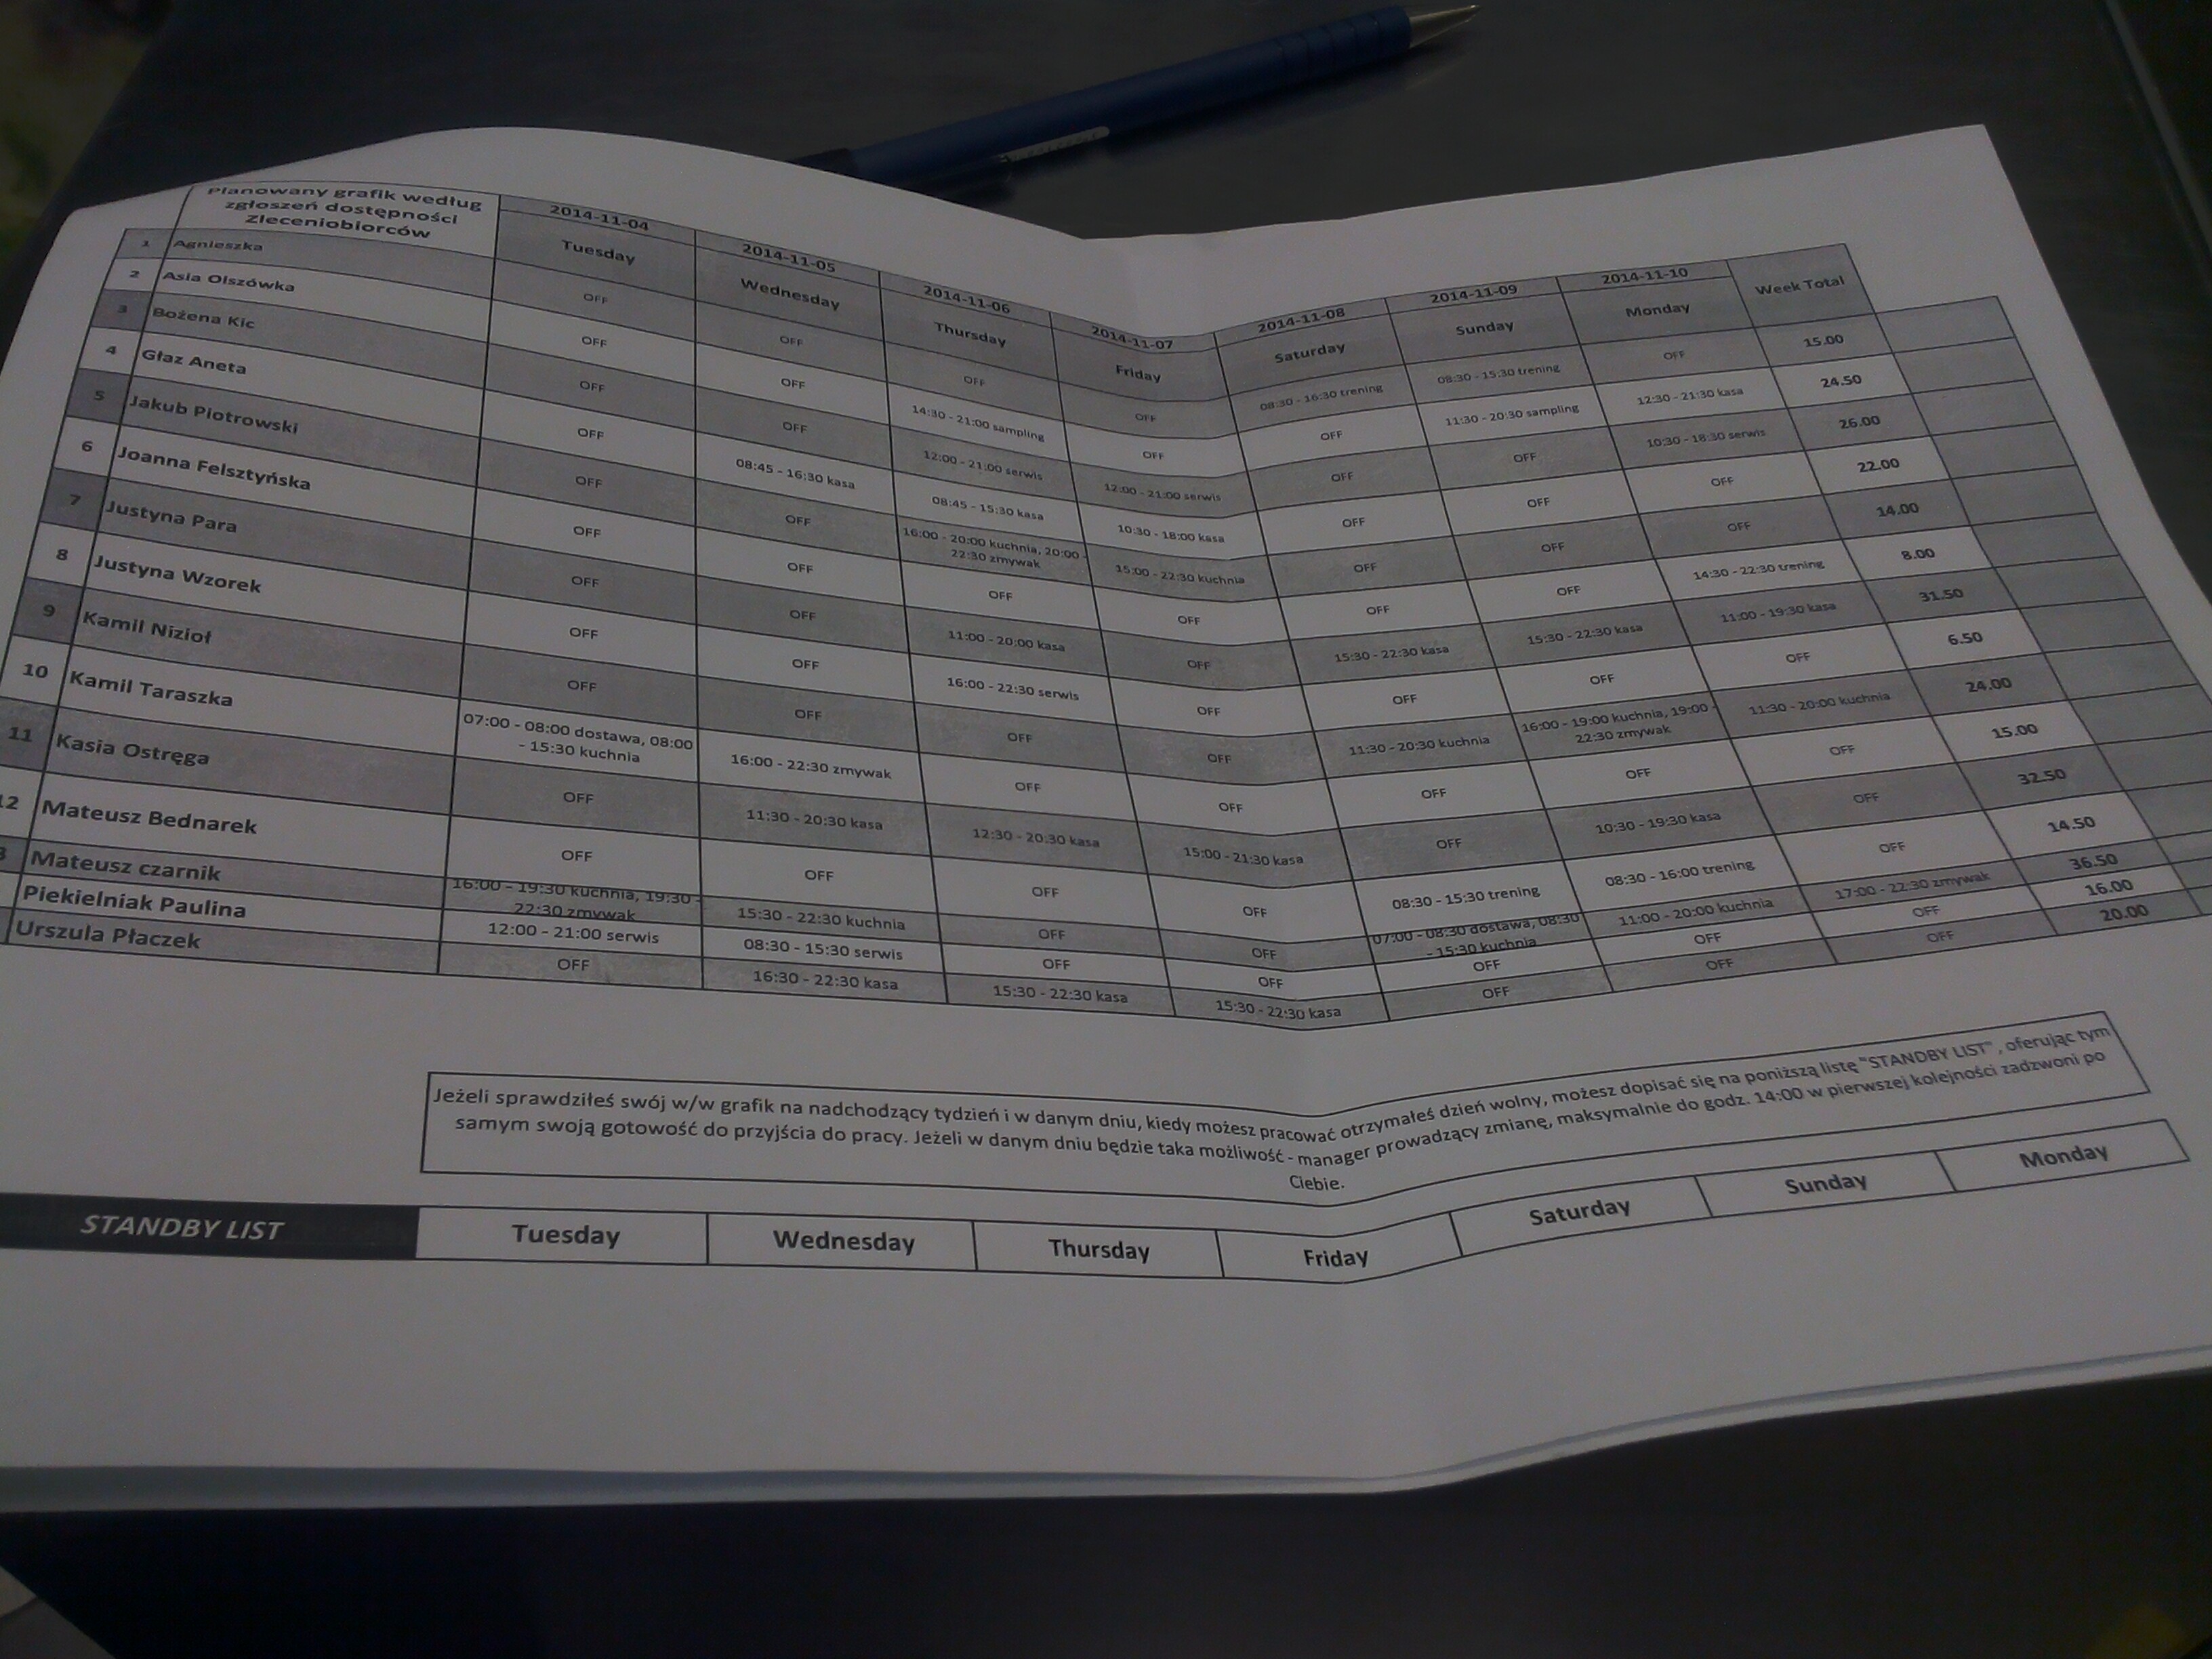 Planowany grafik według
zgłoszeń dostępności
Zleceniobiorców
2014-11-04 2014-11-05 2014-11-06 2014-11-07 2014-11-08 2014-11-09 2014-11-10 Week Total
Tuesday Wednesday Thursday Friday Saturday Sunday Monday
1 Agnieszka OFF OFF OFF OFF 08:30 - 16:30 trening 08:30 - 15:30 trening OFF 15.00
2 Asia Olszówka OFF OFF 14:30 - 21:00 sampling OFF OFF 11:30 - 20:30 sampling 12:30 - 21:30 kasa 24.50
3 Bożena Kic OFF OFF 12:00 - 21:00 serwis 12:00 - 21:00 serwis OFF OFF 10:30 - 18:30 serwis 26.00
4 Głaz Aneta OFF 08:45 - 16:30 kasa 08:45 - 15:30 kasa 10:30 - 18:00 kasa OFF OFF OFF 22.00
5 Jakub Piotrowski OFF OFF 16:00 - 20:00 kuchnia, 20:00 -
22:30 zmywak 15:00 - 22:30 kuchnia OFF OFF OFF 14.00
6 Joanna Felsztyńska OFF OFF OFF OFF OFF OFF 14:30 - 22:30 trening 8.00
7 Justyna Para OFF OFF 11:00 - 20:00 kasa OFF 15:30 - 22:30 kasa 15:30 - 22:30 kasa 11:00 - 19:30 kasa 31.50
8 Justyna Wzorek OFF OFF 16:00 - 22:30 serwis OFF OFF OFF OFF 6.50
9 Kamil Nizioł OFF OFF OFF OFF 11:30 - 20:30 kuchnia 16:00 - 19:00 kuchnia, 19:00 -
22:30 zmywak 11:30 - 20:00 kuchnia 24.00
10 Kamil Taraszka 07:00 - 08:00 dostawa, 08:00
- 15:30 kuchnia 16:00 - 22:30 zmywak OFF OFF OFF OFF OFF 15.00
11 Kasia Ostręga OFF 11:30 - 20:30 kasa 12:30 - 20:30 kasa 15:00 - 21:30 kasa OFF 10:30 - 19:30 kasa OFF 32.50
12 Mateusz Bednarek OFF OFF OFF OFF 08:30 - 15:30 trening 08:30 - 16:00 trening OFF 14.50
3 Mateusz czarnik 16:00 - 19:30 kuchnia, 19:30 -
22:30 zmywak 15:30 - 22:30 kuchnia OFF OFF 07:00 - 08:30 dostawa, 08:30
- 15:30 kuchnia 11:00 - 20:00 kuchnia 17:00 - 22:30 zmywak 36.50
Piekielniak Paulina 12:00 - 21:00 serwis 08:30 - 15:30 serwis OFF OFF OFF OFF OFF 16.00
Urszula Płaczek OFF 16:30 - 22:30 kasa 15:30 - 22:30 kasa 15:30 - 22:30 kasa OFF OFF OFF 20.00
Jeżeli sprawdziłeś swój w/w grafik na nadchodzący tydzień i w danym dniu, kiedy możesz pracować otrzymałeś dzień wolny, możesz dopisać się na poniższą listę "STANDBY LIST" , oferując tym
samym swoją gotowość do przyjścia do pracy. Jeżeli w danym dniu będzie taka możliwość - manager prowadzący zmianę, maksymalnie do godz. 14:00 w pierwszej kolejności zadzwoni po
Ciebie.
STANDBY LIST Tuesday Wednesday Thursday Friday Saturday Sunday Monday